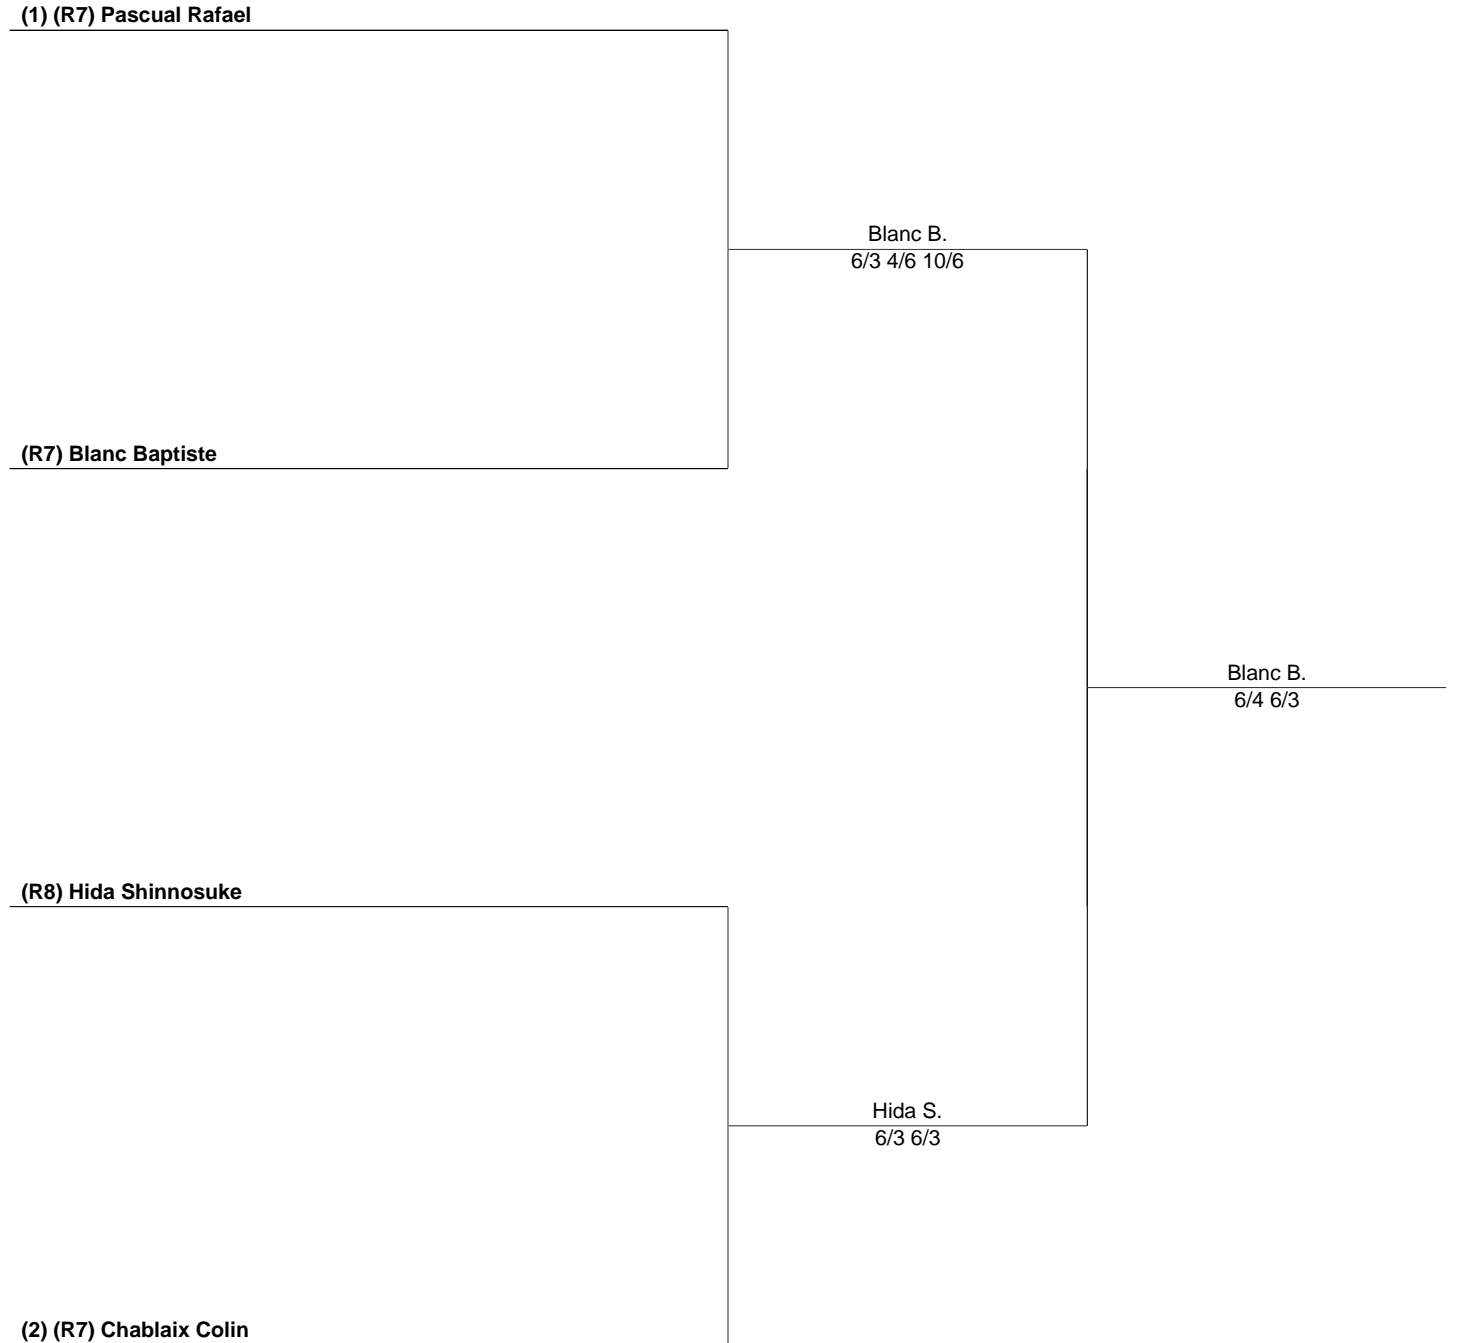 (1) (R7) Pascual Rafael
Blanc B.
6/3 4/6 10/6
(R7) Blanc Baptiste
Blanc B.
6/4 6/3
(R8) Hida Shinnosuke
Hida S.
6/3 6/3
(2) (R7) Chablaix Colin